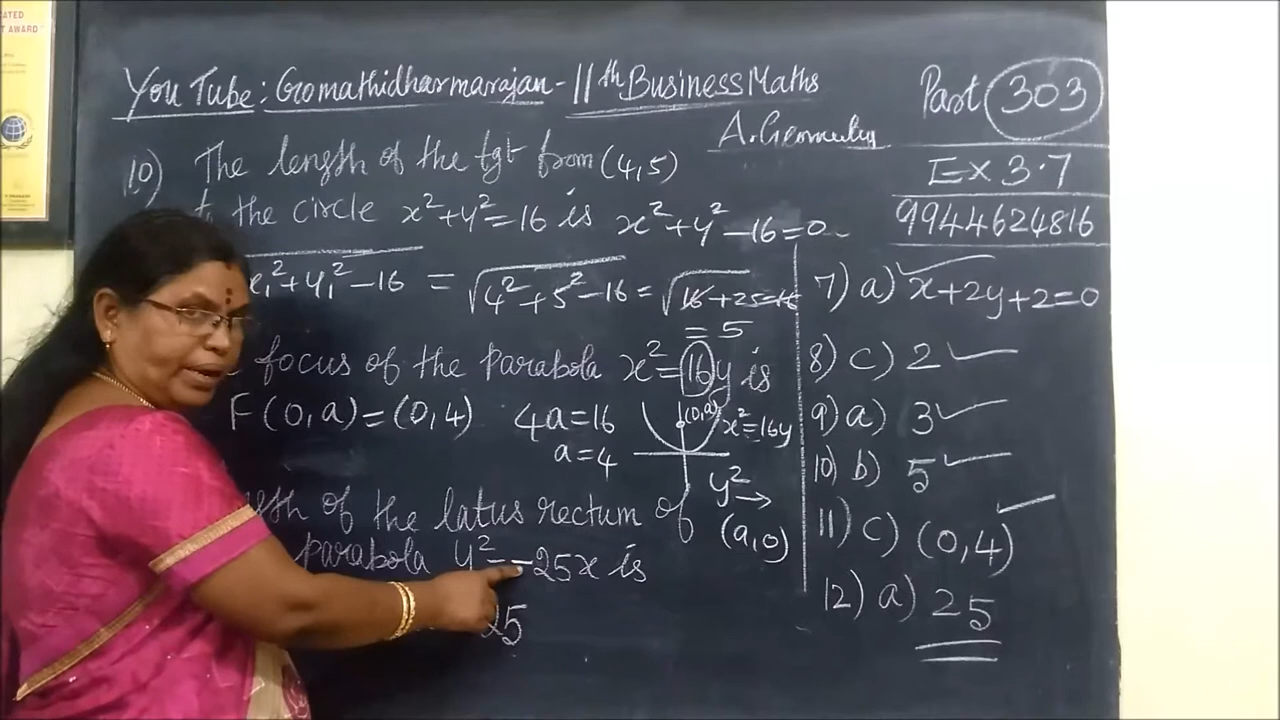 CATED
T AWARD"
You Tube: Gomathidharmarajan - 11th Business Maths
Part 303
A. Geometry
EX 3.7
9944624816
10) The length of the tgt from (4,5)
to the circle x²+y²=16 is x²+y²-16=0
x₁²+y₁²-16 = √4²+5²-16 = √16+25-16
= 5
focus of the parabola x²=16y is
F(0,a)=(0,4) 4a=16
a=4
(0,a) x²=16y
y² →
(a,0)
gth of the latus rectum of
parabola y²=-25x is
25
7) a) x+2y+2=0
8) c) 2
9) a) 3
10) b) 5
11) c) (0,4)
12) a) 25